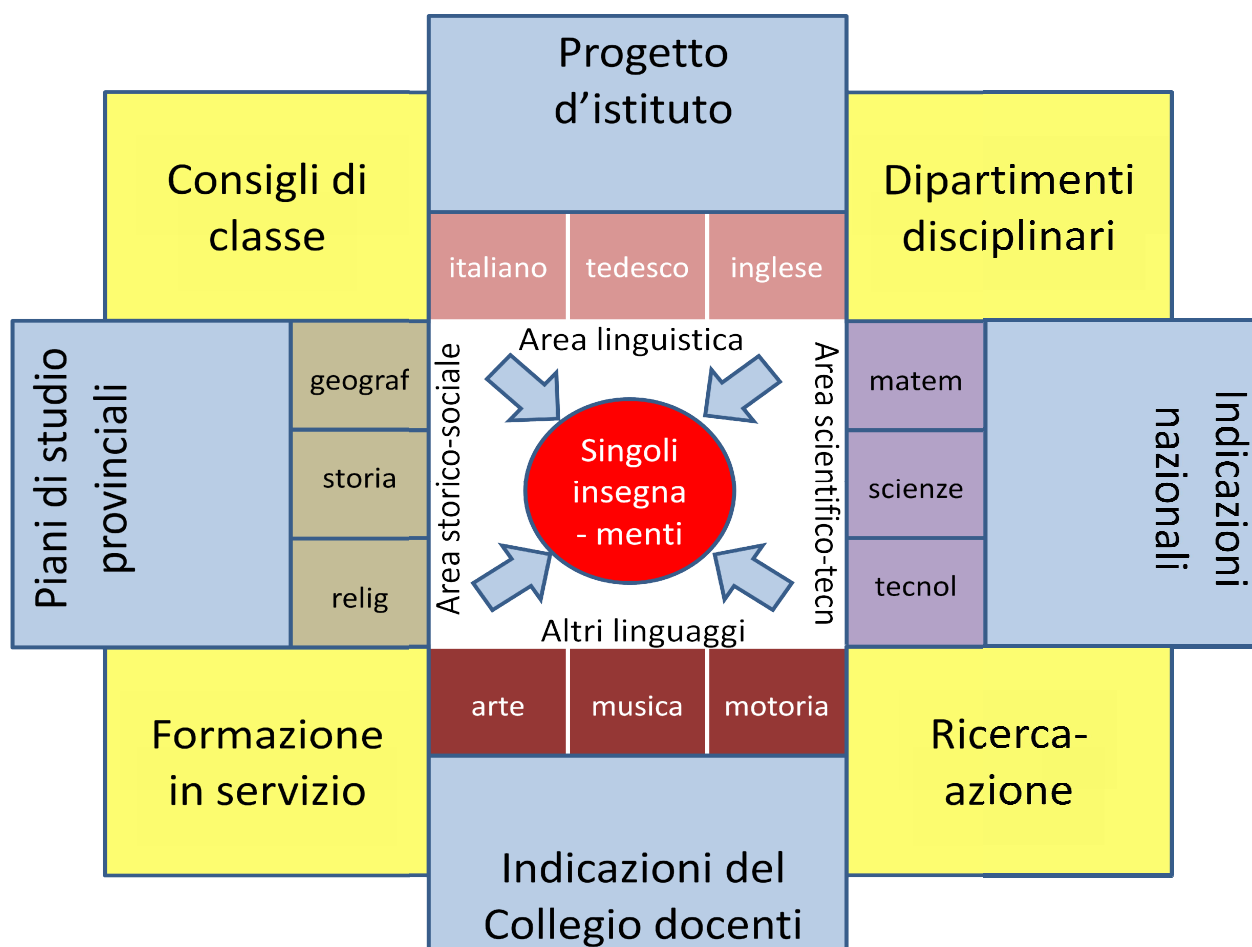 Progetto
d’istituto
Consigli di
classe
Dipartimenti
disciplinari
italiano
tedesco
inglese
Piani di studio
provinciali
geograf
storia
relig
Area storico-sociale
Area linguistica
Singoli
insegna
- menti
Altri linguaggi
Area scientifico-tecn
matem
scienze
tecnol
Indicazioni
nazionali
arte
musica
motoria
Formazione
in servizio
Ricerca-
azione
Indicazioni del
Collegio docenti